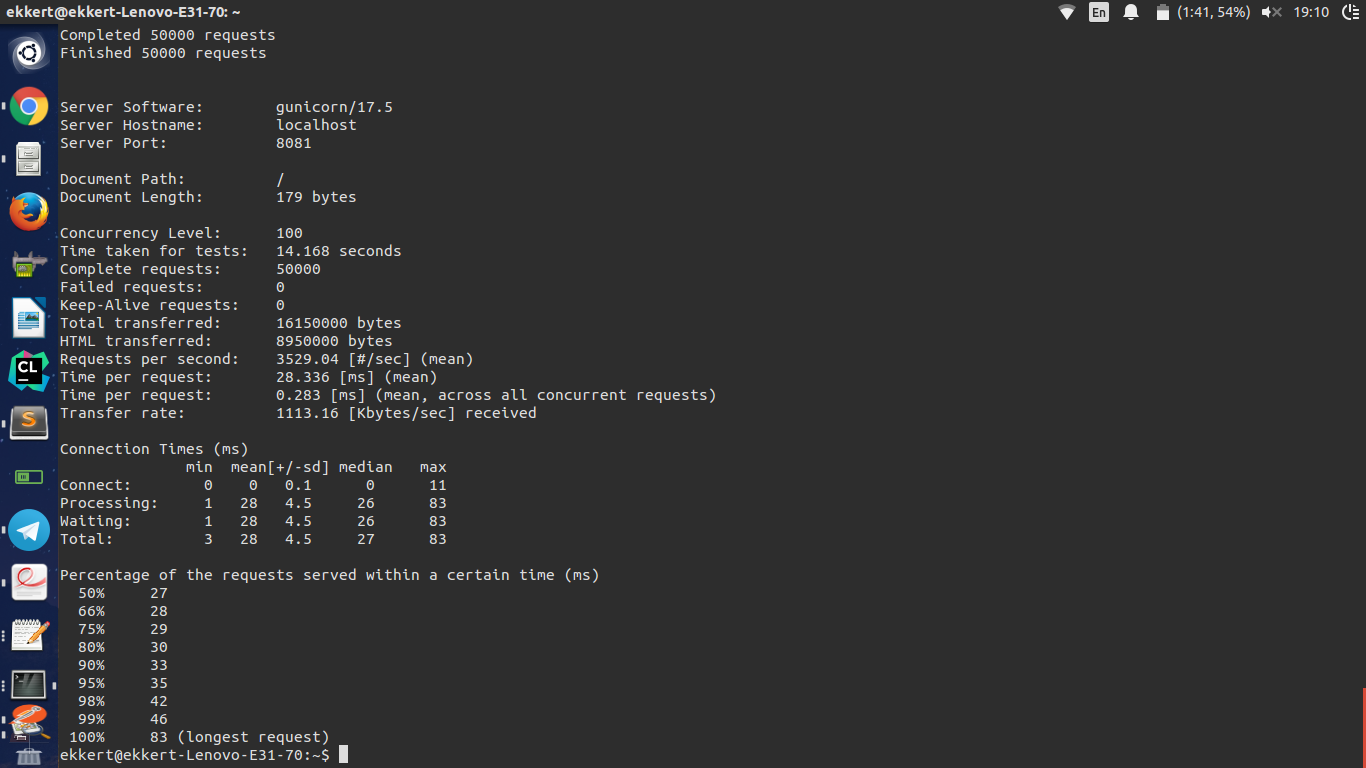 ekkert@ekkert-Lenovo-E31-70: ~
En (1:41, 54%) 19:10
Completed 50000 requests
Finished 50000 requests
Server Software:        gunicorn/17.5
Server Hostname:        localhost
Server Port:            8081
Document Path:          /
Document Length:        179 bytes
Concurrency Level:      100
Time taken for tests:   14.168 seconds
Complete requests:      50000
Failed requests:        0
Keep-Alive requests:    0
Total transferred:      16150000 bytes
HTML transferred:       8950000 bytes
Requests per second:    3529.04 [#/sec] (mean)
Time per request:       28.336 [ms] (mean)
Time per request:       0.283 [ms] (mean, across all concurrent requests)
Transfer rate:          1113.16 [Kbytes/sec] received
Connection Times (ms)
              min  mean[+/-sd] median   max
Connect:        0    0   0.1      0      11
Processing:     1   28   4.5     26      83
Waiting:        1   28   4.5     26      83
Total:          3   28   4.5     27      83
Percentage of the requests served within a certain time (ms)
  50%     27
  66%     28
  75%     29
  80%     30
  90%     33
  95%     35
  98%     42
  99%     46
 100%     83 (longest request)
ekkert@ekkert-Lenovo-E31-70:~$
CL
S